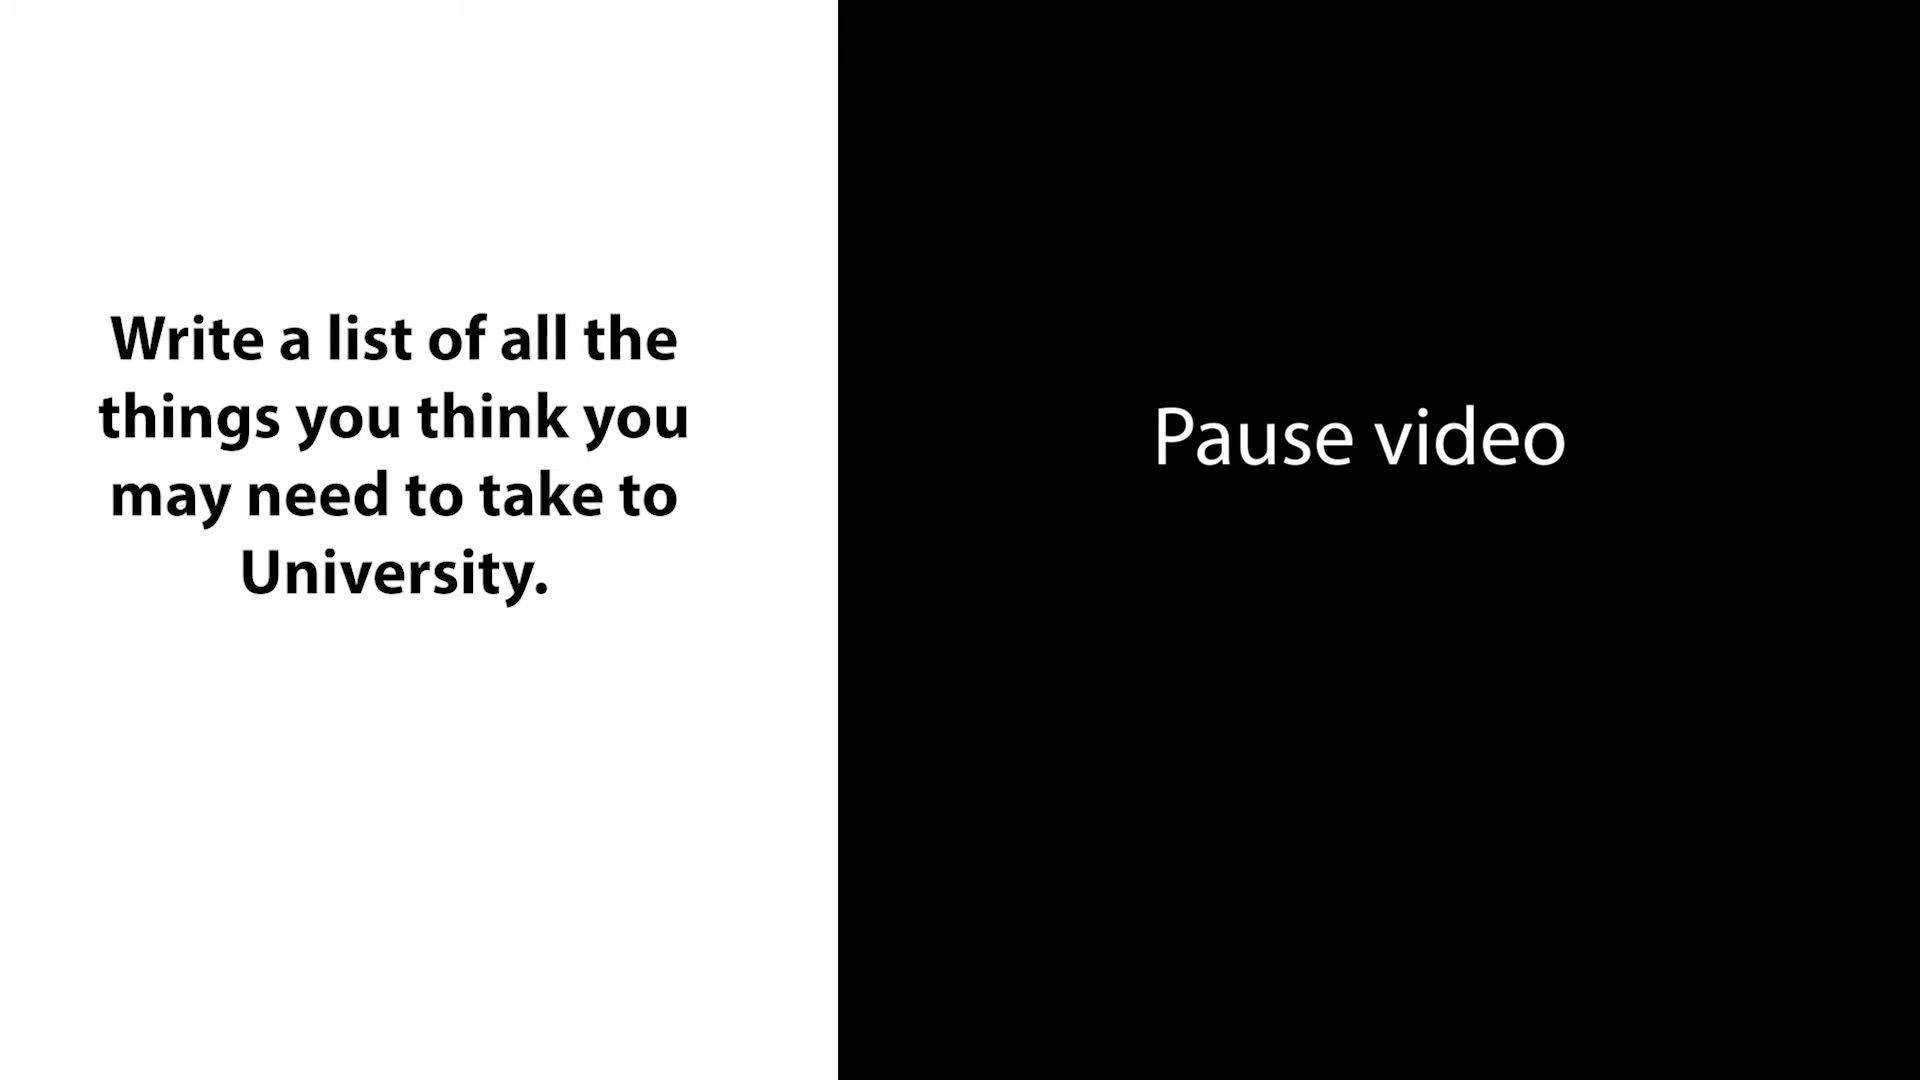 Write a list of all the
things you think you
may need to take to
University.
Pause video